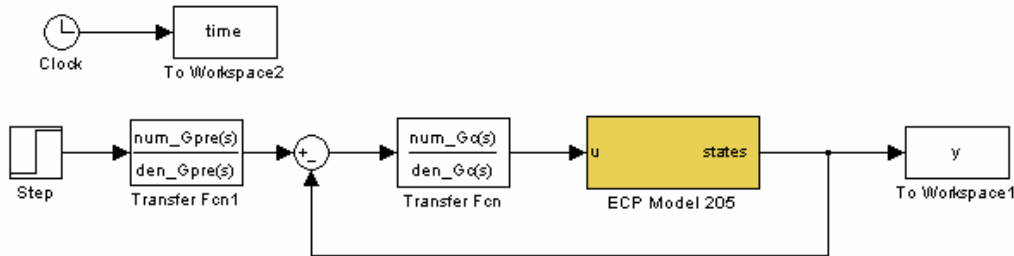 time
Clock
To Workspace2
num_Gpre(s)
den_Gpre(s)
+
-
num_Gc(s)
den_Gc(s)
u
states
y
Step
Transfer Fcn1
Transfer Fcn
ECP Model 205
To Workspace1